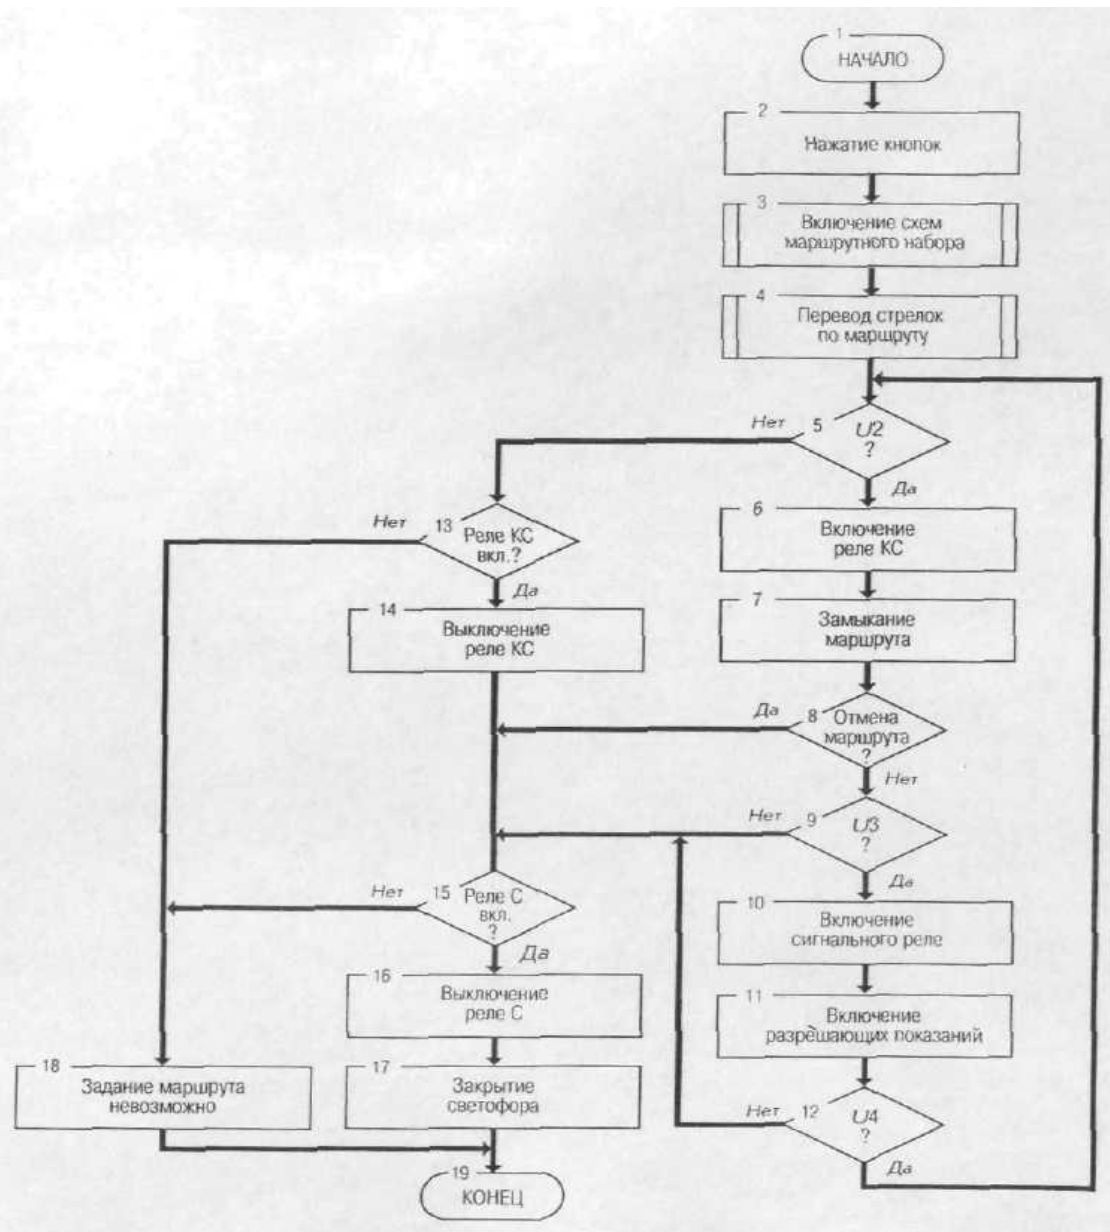 1
НАЧАЛО
2
Нажатие кнопок
3
Включение схем
маршрутного набора
4
Перевод стрелок
по маршруту
5
U2
?
Нет
Да
6
Включение
реле КС
7
Замыкание
маршрута
8
Отмена
маршрута
?
Да
Нет
9
U3
?
Нет
Да
10
Включение
сигнального реле
11
Включение
разрешающих показаний
12
U4
?
Нет
Да
13
Реле КС
вкл.?
Нет
Да
14
Выключение
реле КС
15
Реле С
вкл.
?
Нет
Да
16
Выключение
реле С
17
Закрытие
светофора
18
Задание маршрута
невозможно
19
КОНЕЦ